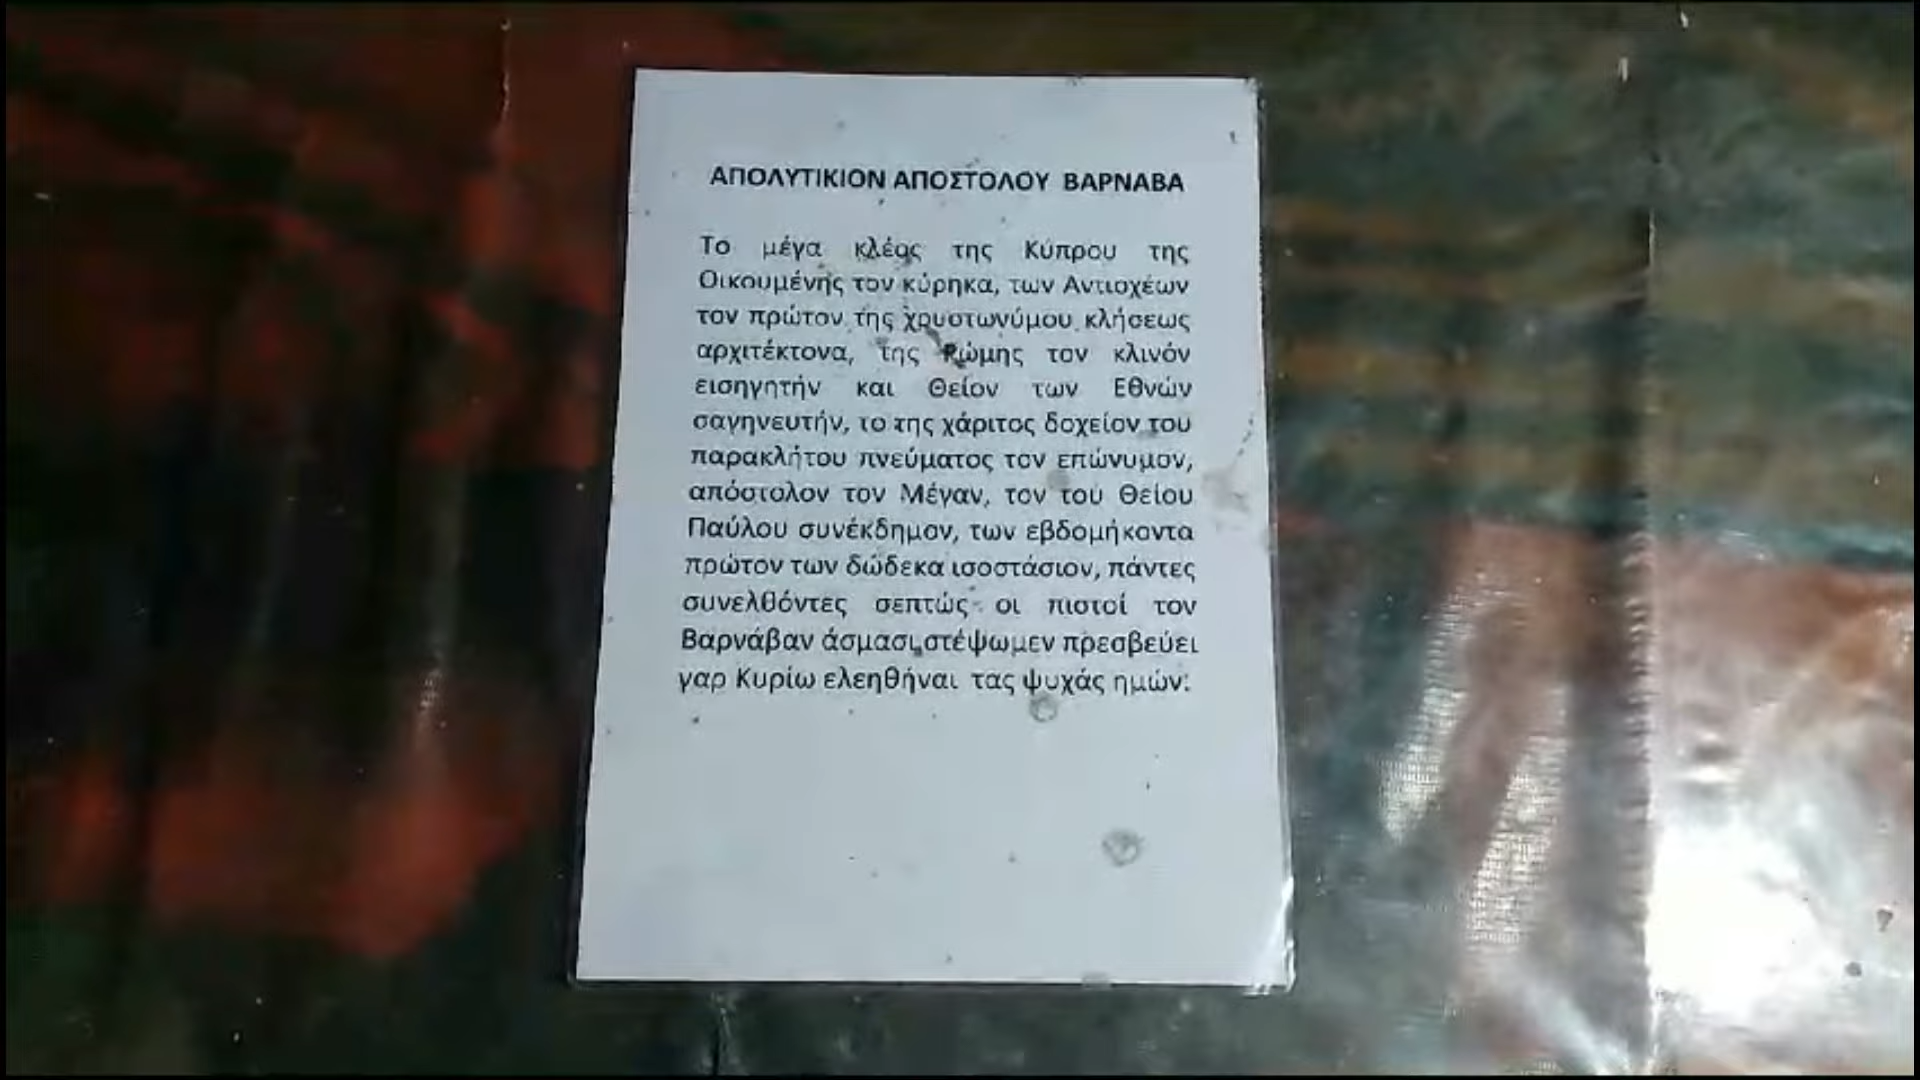 ΑΠΟΛΥΤΙΚΙΟΝ ΑΠΟΣΤΟΛΟΥ ΒΑΡΝΑΒΑ
Το μέγα κλέος της Κύπρου της
Οικουμένης τον κύρηκα, των Αντιοχέων
τον πρώτον της χρυστωνύμου κλήσεως
αρχιτέκτονα, της Ρώμης τον κλινόν
εισηγητήν και Θείον των Εθνών
σαγηνευτήν, το της χάριτος δοχείον του
παρακλήτου πνεύματος τον επώνυμον,
απόστολον τον Μέγαν, τον του Θείου
Παύλου συνέκδημον, των εβδομήκοντα
πρώτον των δώδεκα ισοστάσιον, πάντες
συνελθόντες σεπτώς οι πιστοί τον
Βαρνάβαν άσμασι στέψωμεν πρεσβεύει
γαρ Κυρίω ελεηθήναι τας ψυχάς ημών.